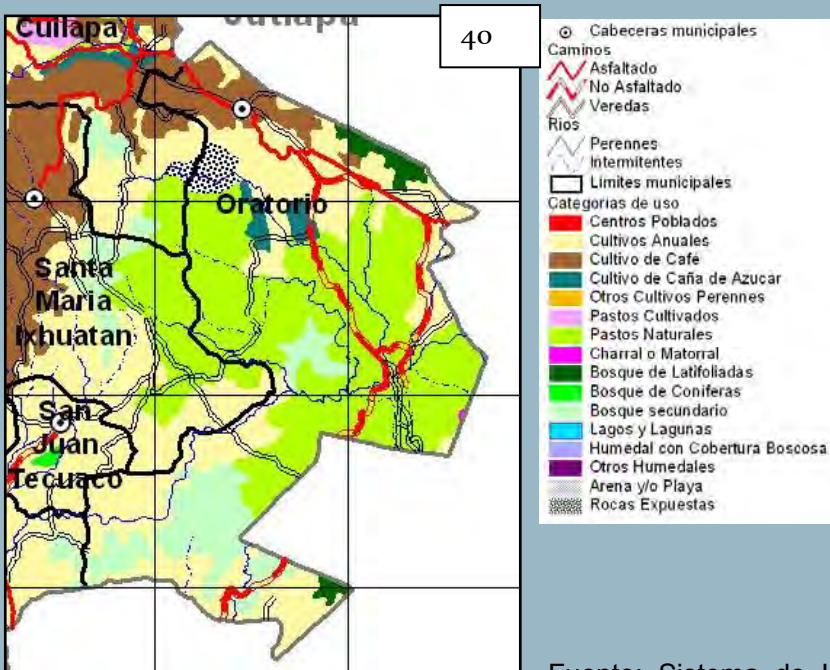 Cuilapa
Jutiapa
40
Oratorio
Santa
Maria
Ixhuatan
San
Juan
Tecuaco
Cabeceras municipales
Caminos
Asfaltado
No Asfaltado
Veredas
Rios
Perennes
Intermitentes
Limites municipales
Categorias de uso
Centros Poblados
Cultivos Anuales
Cultivo de Café
Cultivo de Caña de Azucar
Otros Cultivos Perennes
Pastos Cultivados
Pastos Naturales
Charral o Matorral
Bosque de Latifoliadas
Bosque de Coniferas
Bosque secundario
Lagos y Lagunas
Humedal con Cobertura Boscosa
Otros Humedales
Arena y/o Playa
Rocas Expuestas
Fuente: Sistema de